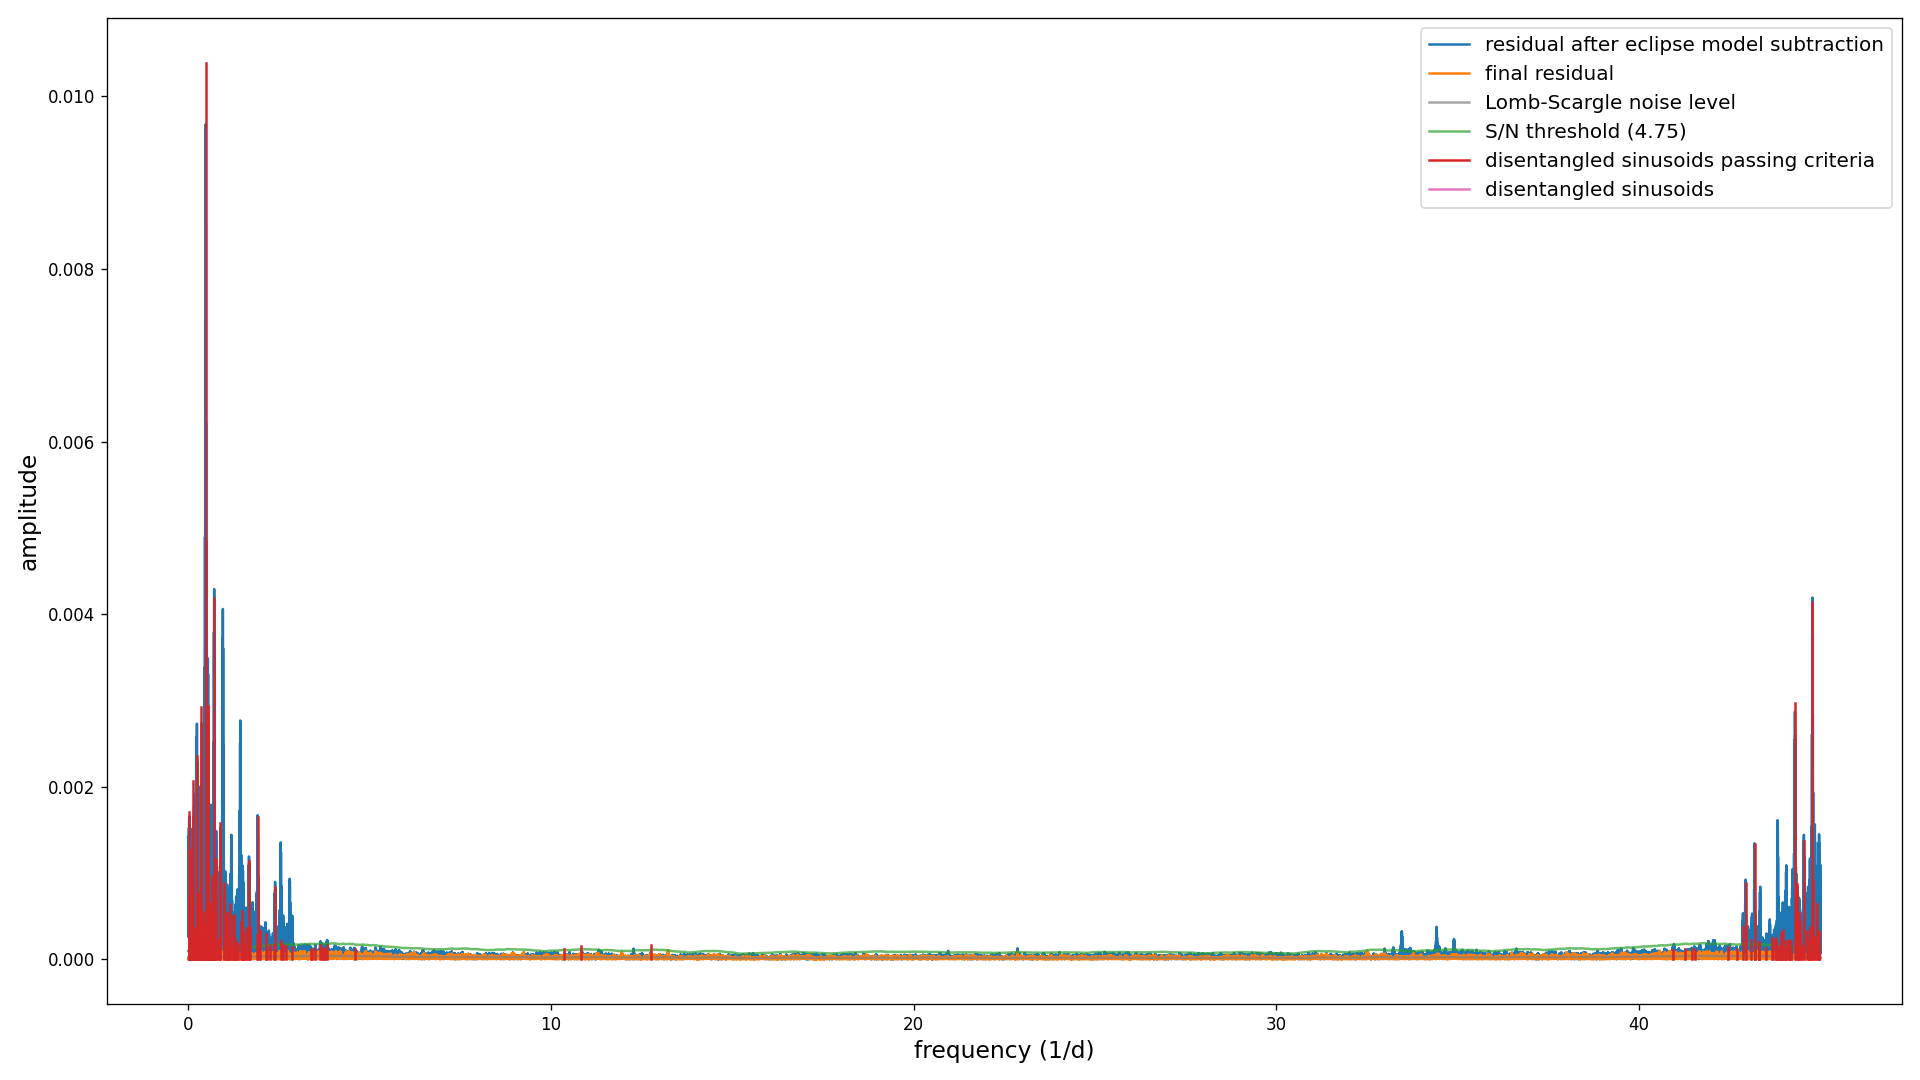 residual after eclipse model subtraction
final residual
Lomb-Scargle noise level
S/N threshold (4.75)
disentangled sinusoids passing criteria
disentangled sinusoids
0.010
0.008
0.006
0.004
0.002
0.000
amplitude
0 10 20 30 40
frequency (1/d)